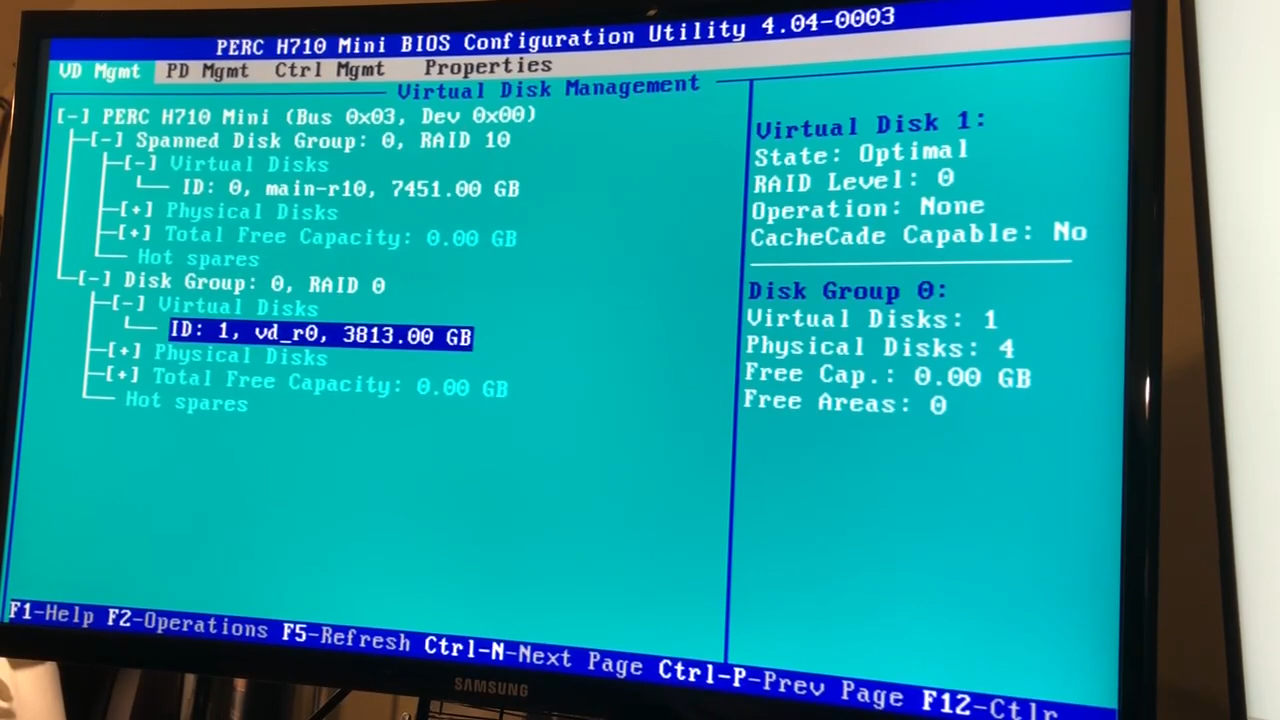 PERC H710 Mini BIOS Configuration Utility 4.04-0003
VD Mgmt PD Mgmt Ctrl Mgmt Properties
Virtual Disk Management
[-] PERC H710 Mini (Bus 0x03, Dev 0x00)
[-] Spanned Disk Group: 0, RAID 10
[-] Virtual Disks
ID: 0, main-r10, 7451.00 GB
[+] Physical Disks
[+] Total Free Capacity: 0.00 GB
Hot spares
[-] Disk Group: 0, RAID 0
[-] Virtual Disks
ID: 1, vd_r0, 3813.00 GB
[+] Physical Disks
[+] Total Free Capacity: 0.00 GB
Hot spares
Virtual Disk 1:
State: Optimal
RAID Level: 0
Operation: None
CacheCade Capable: No
Disk Group 0:
Virtual Disks: 1
Physical Disks: 4
Free Cap.: 0.00 GB
Free Areas: 0
F1-Help F2-Operations F5-Refresh Ctrl-N-Next Page Ctrl-P-Prev Page F12-Ctlr
SAMSUNG